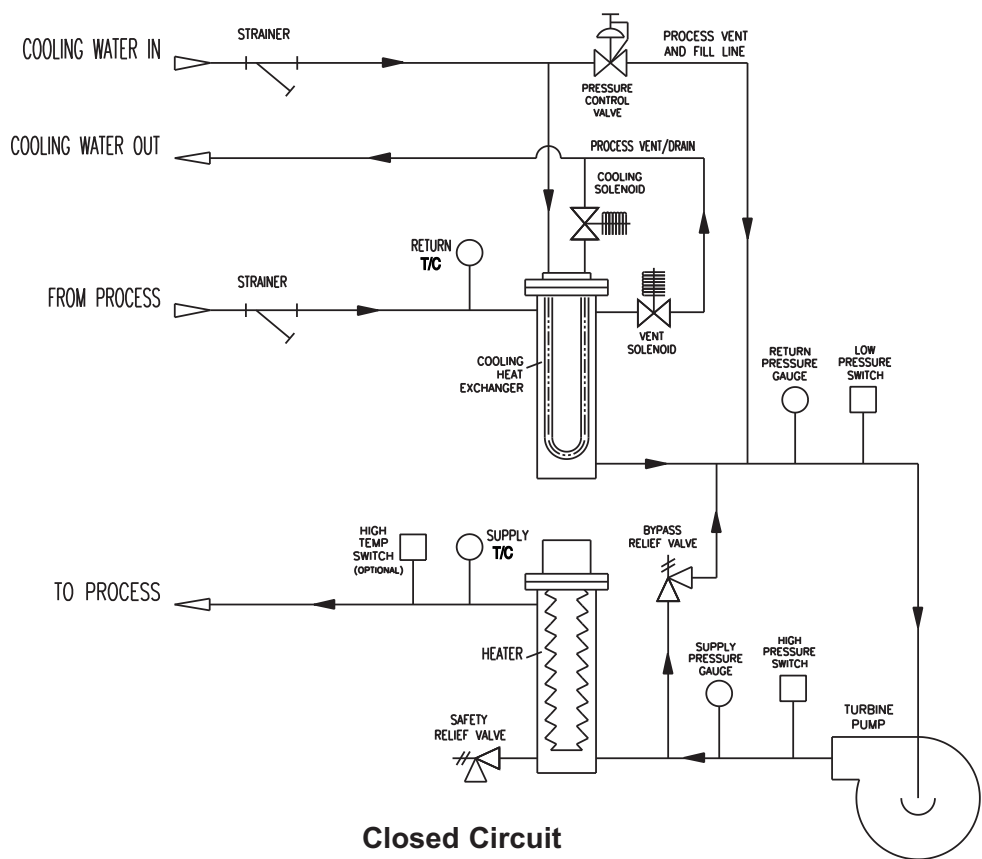 COOLING WATER IN
STRAINER
PROCESS VENT
AND FILL LINE
PRESSURE
CONTROL
VALVE
COOLING WATER OUT
PROCESS VENT/DRAIN
COOLING
SOLENOID
RETURN
T/C
FROM PROCESS
STRAINER
VENT
SOLENOID
COOLING
HEAT
EXCHANGER
RETURN
PRESSURE
GAUGE
LOW
PRESSURE
SWITCH
HIGH
TEMP
SWITCH
(OPTIONAL)
SUPPLY
T/C
BYPASS
RELIEF VALVE
TO PROCESS
HEATER
SUPPLY
PRESSURE
GAUGE
HIGH
PRESSURE
SWITCH
TURBINE
PUMP
SAFETY
RELIEF VALVE
Closed Circuit